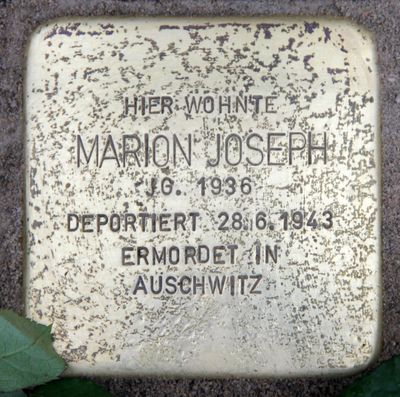 HIER WOHNTE
MARION JOSEPH
JG. 1936
DEPORTIERT 28.6.1943
ERMORDET IN
AUSCHWITZ